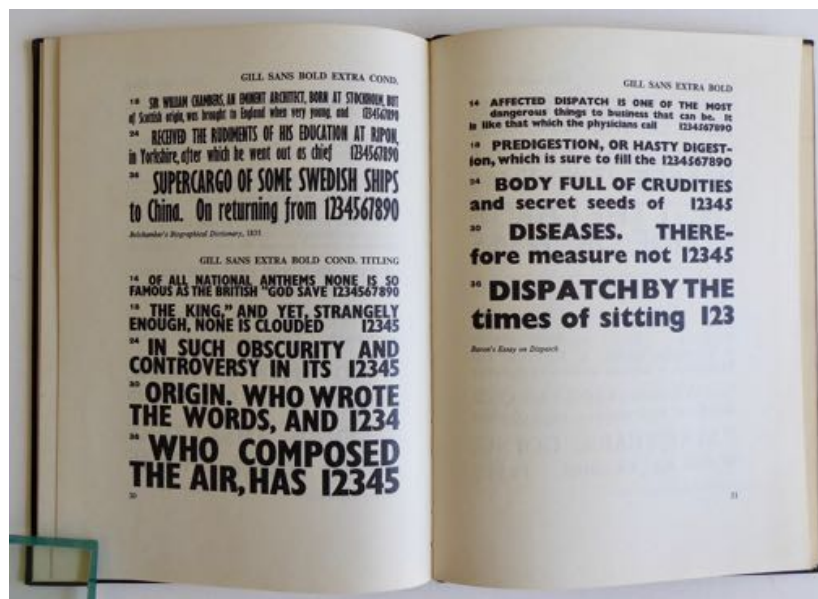 GILL SANS BOLD EXTRA COND.
18 SIR WILLIAM CHAMBERS, AN EMINENT ARCHITECT, BORN AT STOCKHOLM, BUT
of Scottish origin, was brought to England when very young, and 1234567890
24 RECEIVED THE RUDIMENTS OF HIS EDUCATION AT RIPON,
in Yorkshire, after which he went out as chief 1234567890
36 SUPERCARGO OF SOME SWEDISH SHIPS
to China. On returning from 1234567890
Biographical Dictionary, 1835
GILL SANS EXTRA BOLD COND. TITLING
14 OF ALL NATIONAL ANTHEMS NONE IS SO
FAMOUS AS THE BRITISH "GOD SAVE 1234567890
18 THE KING," AND YET, STRANGELY
ENOUGH, NONE IS CLOUDED 12345
24 IN SUCH OBSCURITY AND
CONTROVERSY IN ITS 12345
30 ORIGIN. WHO WROTE
THE WORDS, AND 1234
36 WHO COMPOSED
THE AIR, HAS 12345
30
GILL SANS EXTRA BOLD
14 AFFECTED DISPATCH IS ONE OF THE MOST
dangerous things to business that can be. It
is like that which the physicians call 1234567890
18 PREDIGESTION, OR HASTY DIGEST-
ion, which is sure to fill the 1234567890
24 BODY FULL OF CRUDITIES
and secret seeds of 12345
30 DISEASES. THERE-
fore measure not 12345
36 DISPATCH BY THE
times of sitting 123
Bacon's Essay on Dispatch
31